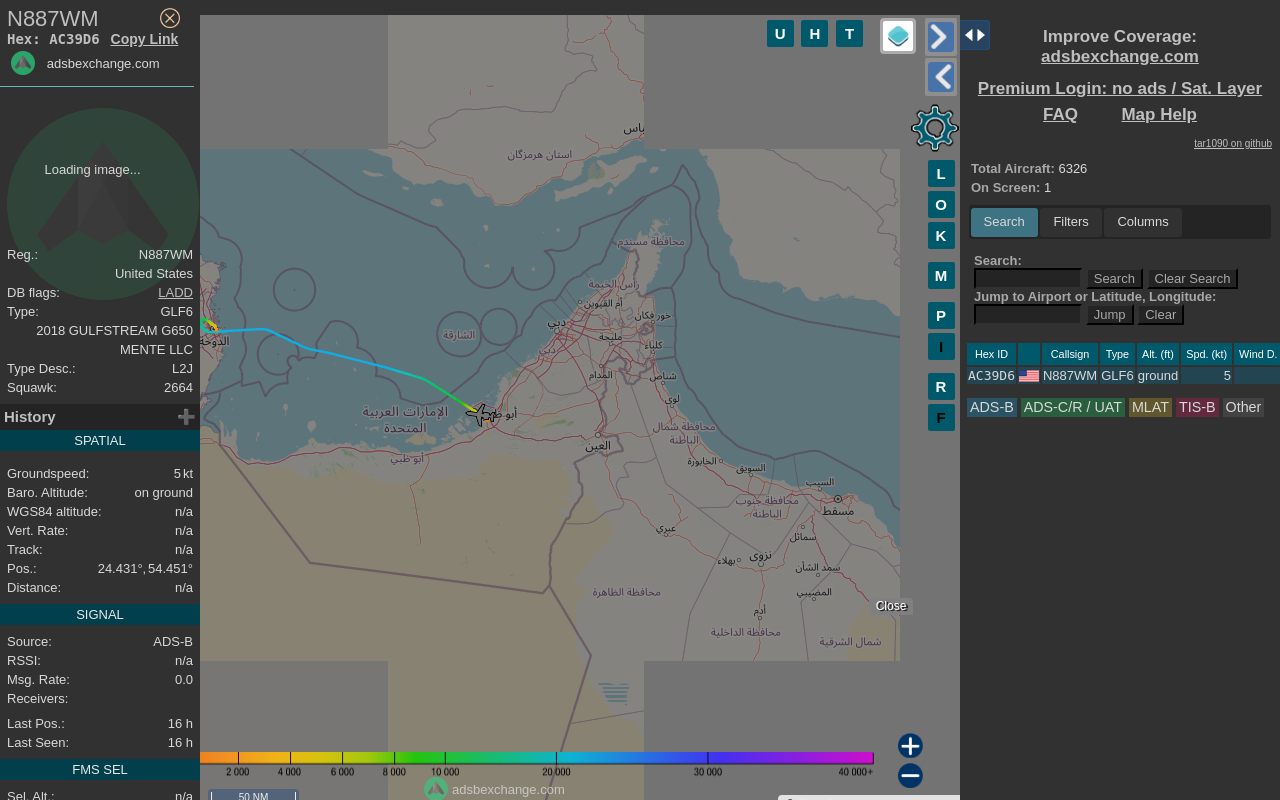 N887WM
Hex: AC39D6 Copy Link
adsbexchange.com
Loading image...
Reg.: N887WM
United States
DB flags: LADD
Type: GLF6
2018 GULFSTREAM G650
MENTE LLC
Type Desc.: L2J
Squawk: 2664
History
SPATIAL
Groundspeed: 5 kt
Baro. Altitude: on ground
WGS84 altitude: n/a
Vert. Rate: n/a
Track: n/a
Pos.: 24.431°, 54.451°
Distance: n/a
SIGNAL
Source: ADS-B
RSSI: n/a
Msg. Rate: 0.0
Receivers:
Last Pos.: 16 h
Last Seen: 16 h
FMS SEL
Sel. Alt.: n/a
U H T
L
O
K
M
P
I
R
F
باس
استان هرمزگان
محافظة مسندم
رأس الخيمة
أم القيوين
دبي
خور فكان
الشارقة
مليحة
كلباء
دبي
المدام
شناص
لوى
الدوحة
الإمارات العربية
المتحدة
أبو ظبي
أبو ظبي
العين
محافظة شمال
الباطنة
الخابورة
السويق
السيب
محافظة جنوب
الباطنة
مسقط
عبري
سمائل
نزوى
بهلاء
سمد الشأن
المضيبي
محافظة الظاهرة
أدم
محافظة الداخلية
شمال الشرقية
Close
2 000 4 000 6 000 8 000 10 000 20 000 30 000 40 000+
adsbexchange.com
50 NM
Improve Coverage:
adsbexchange.com
Premium Login: no ads / Sat. Layer
FAQ Map Help
tar1090 on github
Total Aircraft: 6326
On Screen: 1
Search Filters Columns
Search:
Search Clear Search
Jump to Airport or Latitude, Longitude:
Jump Clear
Hex ID Callsign Type Alt. (ft) Spd. (kt) Wind D.
AC39D6 N887WM GLF6 ground 5
ADS-B ADS-C/R / UAT MLAT TIS-B Other